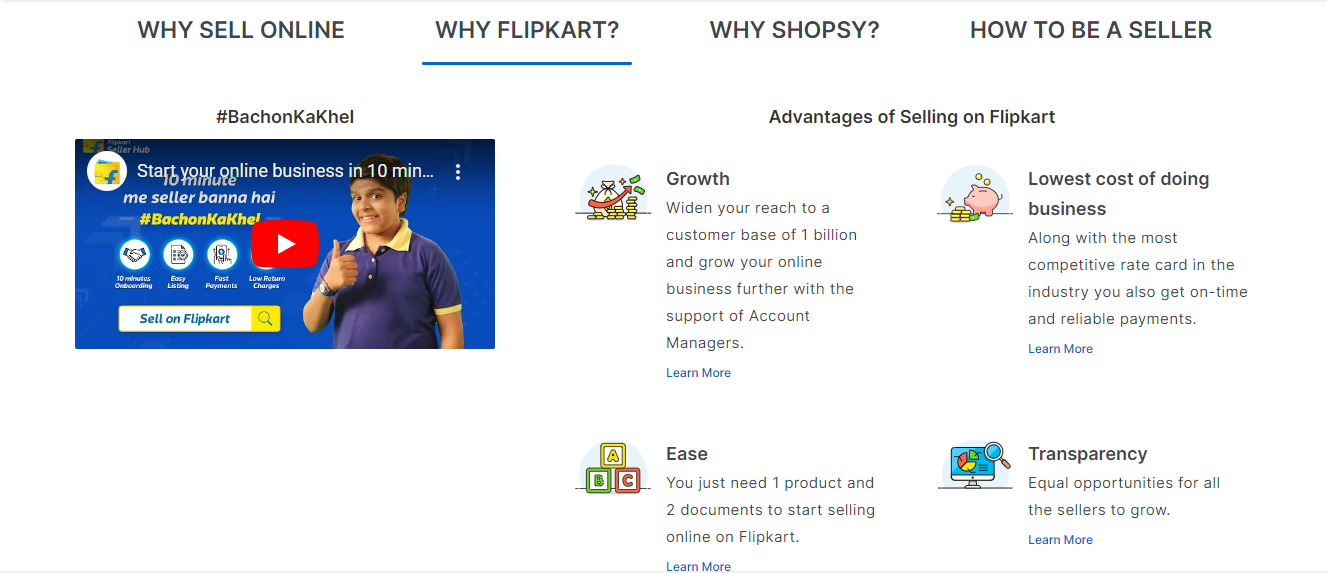 WHY SELL ONLINE
WHY FLIPKART?
WHY SHOPSY?
HOW TO BE A SELLER
#BachonKaKhel
Flipkart
Seller Hub
Start your online business in 10 min...
10 minute
me seller banna hai
#BachonKaKhel
10 minutes
Onboarding
Easy
Listing
Fast
Payments
Low Return
Charges
Sell on Flipkart
Advantages of Selling on Flipkart
Growth
Widen your reach to a
customer base of 1 billion
and grow your online
business further with the
support of Account
Managers.
Learn More
Lowest cost of doing
business
Along with the most
competitive rate card in the
industry you also get on-time
and reliable payments.
Learn More
A
B
C
Ease
You just need 1 product and
2 documents to start selling
online on Flipkart.
Learn More
Transparency
Equal opportunities for all
the sellers to grow.
Learn More